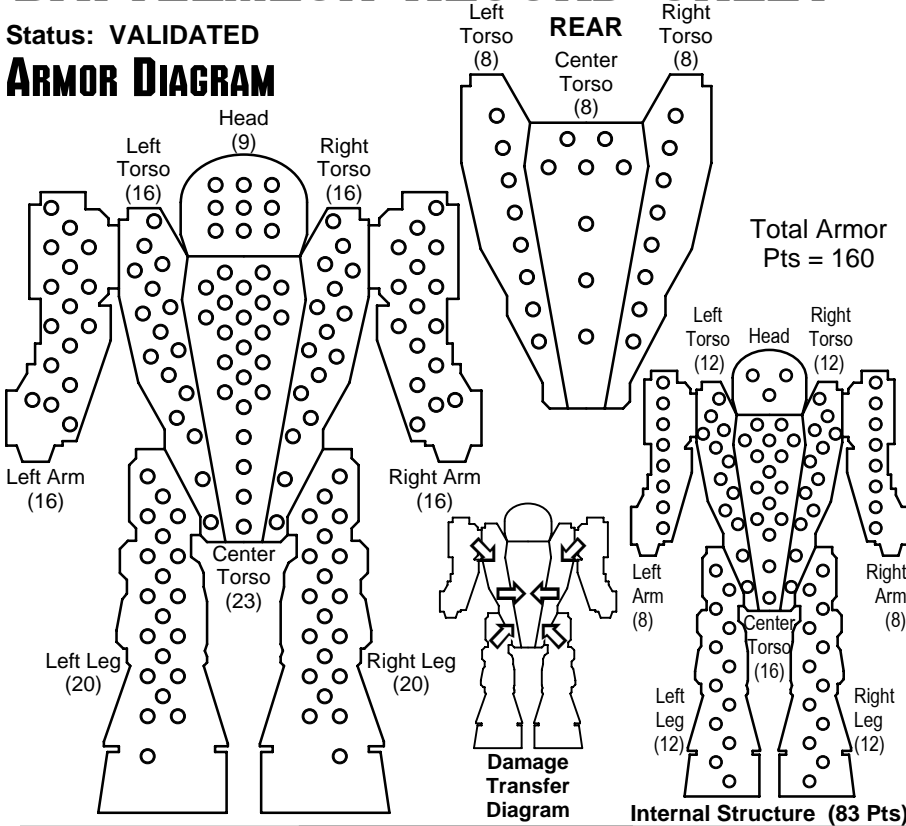 Status: VALIDATED
ARMOR DIAGRAM
Head
(9)
Left
Torso
(16)
Right
Torso
(16)
Left Arm
(16)
Right Arm
(16)
Center
Torso
(23)
Left Leg
(20)
Right Leg
(20)
Left
Torso
(8)
REAR
Center
Torso
(8)
Right
Torso
(8)
Total Armor
Pts = 160
Left
Torso
(12)
Head
Right
Torso
(12)
Left
Arm
(8)
Right
Arm
(8)
Center
Torso
(16)
Left
Leg
(12)
Right
Leg
(12)
Damage
Transfer
Diagram
Internal Structure (83 Pts)